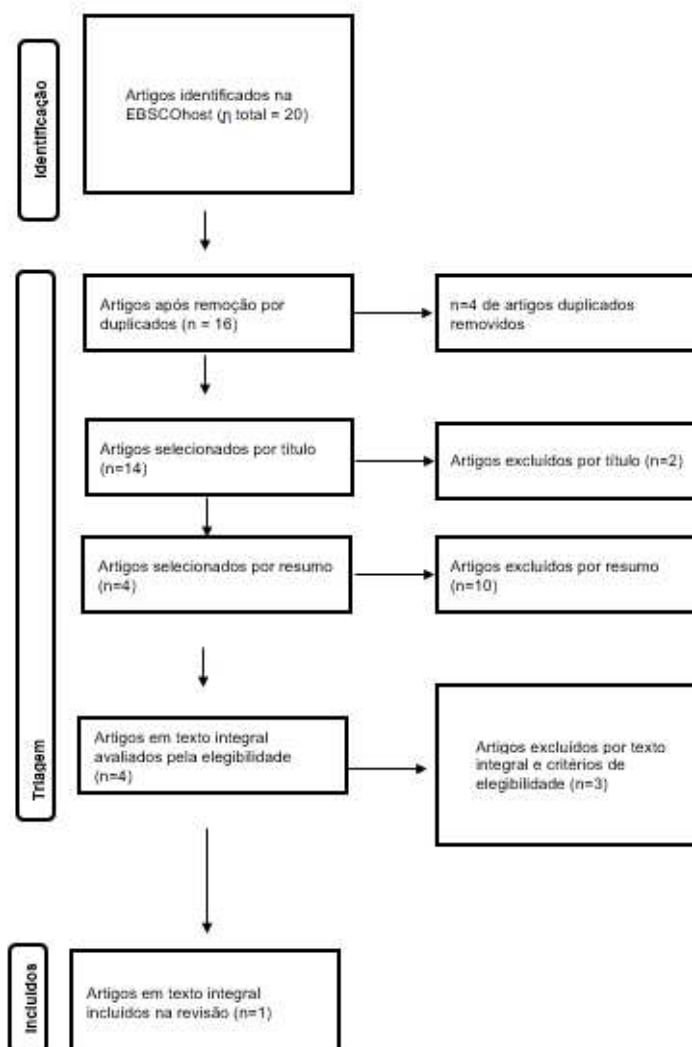 Identificação
Artigos identificados na
EBSCOhost (n total = 20)
Triagem
Artigos após remoção por
duplicados (n = 16)
n=4 de artigos duplicados
removidos
Artigos selecionados por título
(n=14)
Artigos excluídos por título (n=2)
Artigos selecionados por resumo
(n=4)
Artigos excluídos por resumo
(n=10)
Artigos em texto integral
avaliados pela elegibilidade
(n=4)
Artigos excluídos por texto
integral e critérios de
elegibilidade (n=3)
Incluídos
Artigos em texto integral
incluídos na revisão (n=1)